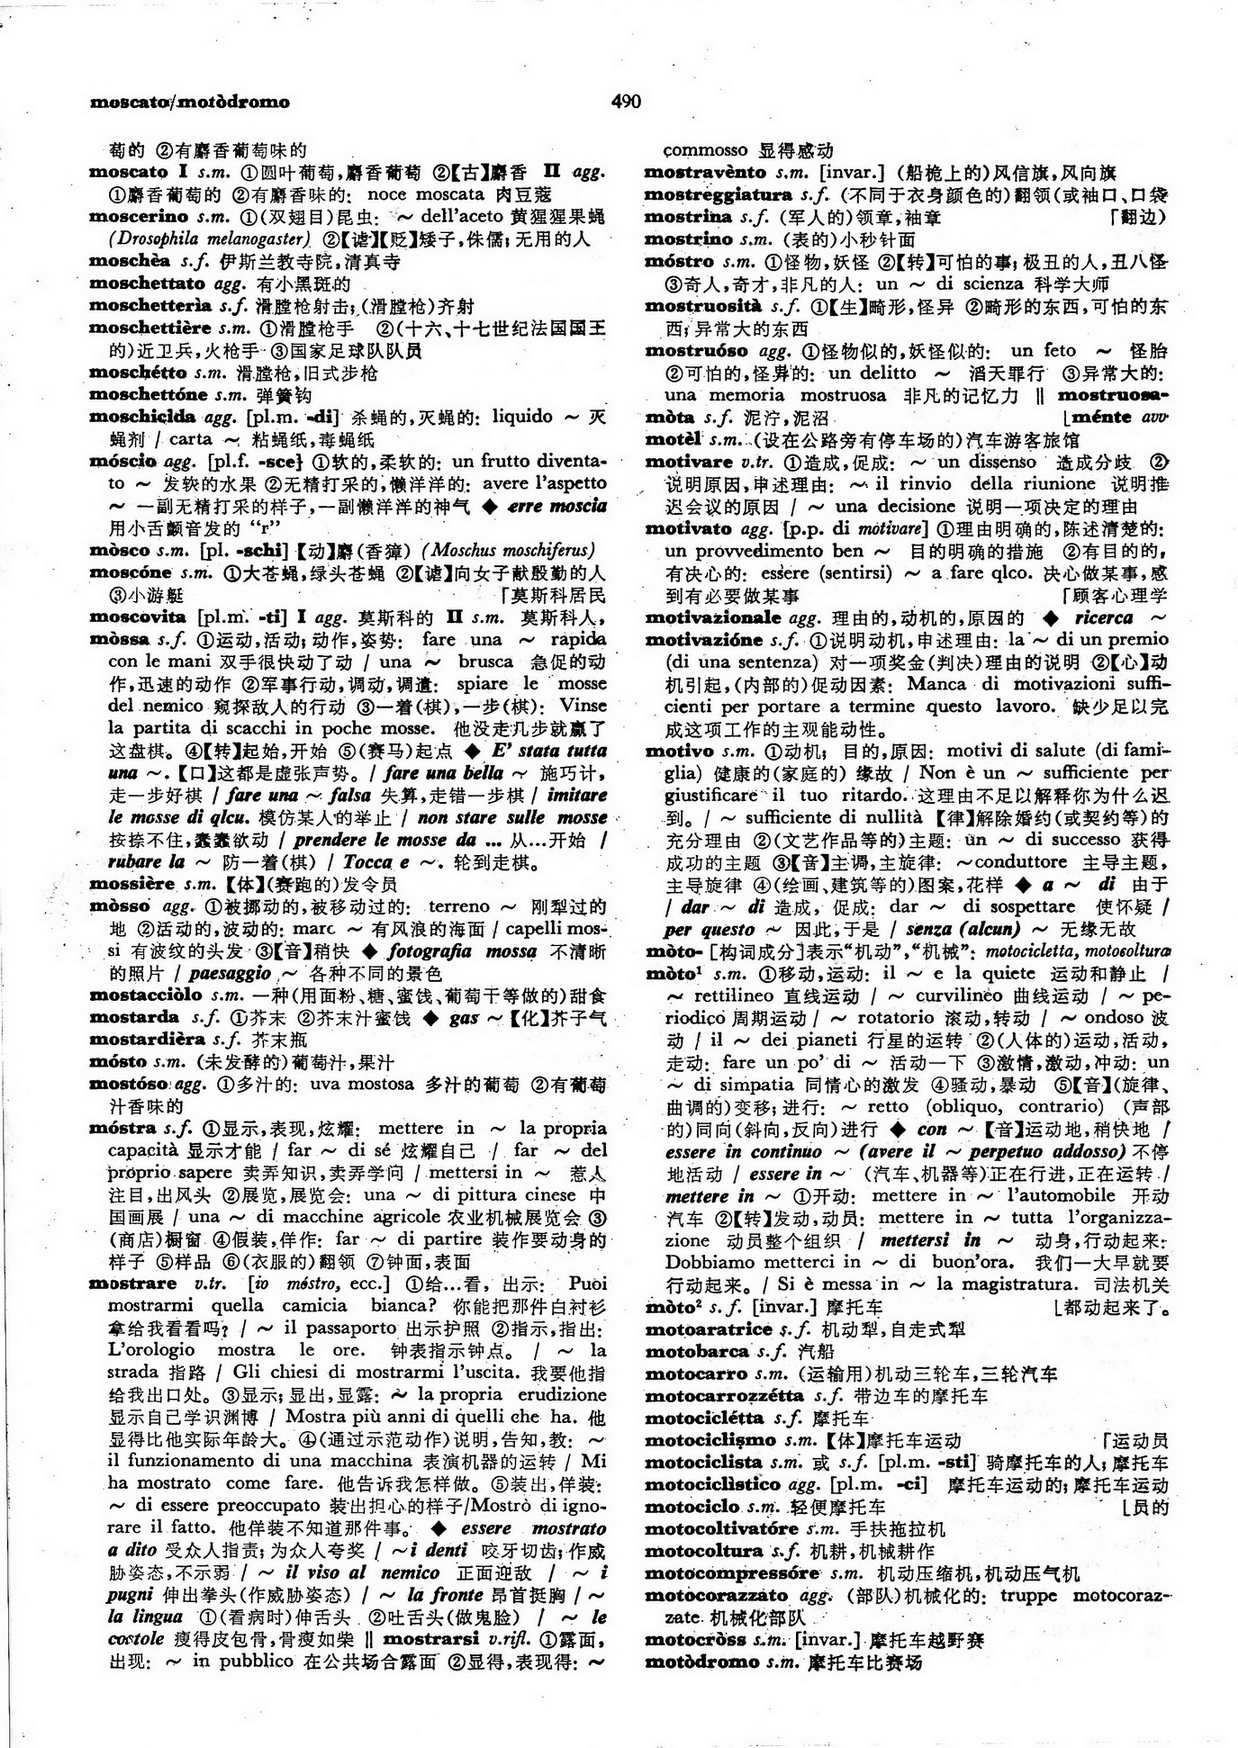 moscato/motòdromo
490
萄的 ②有麝香葡萄味的
moscato I s.m. ①圆叶葡萄,麝香葡萄 ②【古】麝香 II agg.
①麝香葡萄的 ②有麝香味的: noce moscata 肉豆蔻
moscerino s.m. ①(双翅目)昆虫: ~ dell'aceto 黄猩猩果蝇
(Drosophila melanogaster) ②【谑】【贬】矮子,侏儒; 无用的人
moschèa s.f. 伊斯兰教寺院,清真寺
moschettato agg. 有小黑斑的
moschetteria s.f. 滑膛枪射击; (滑膛枪)齐射
moschettière s.m. ①滑膛枪手 ②(十六、十七世纪法国国王
的)近卫兵,火枪手 ③国家足球队队员
moschétto s.m. 滑膛枪,旧式步枪
moschettóne s.m. 弹簧钩
moschicida agg. [pl.m. -di] 杀蝇的,灭蝇的: liquido ~ 灭
蝇剂 / carta ~ 粘蝇纸,毒蝇纸
móscio agg. [pl.f. -sce] ①软的,柔软的: un frutto diventa-
to ~ 发软的水果 ②无精打采的,懒洋洋的: avere l'aspetto
~ 一副无精打采的样子,一副懒洋洋的神气 ◆ erre moscia
用小舌颤音发的 “r”
mòsco s.m. [pl. -schi] 【动】麝(香獐) (Moschus moschiferus)
moscóne s.m. ①大苍蝇,绿头苍蝇 ②【谑】向女子献殷勤的人
③小游艇 「莫斯科居民
moscovita [pl.m. -ti] I agg. 莫斯科的 II s.m. 莫斯科人,
mòssa s.f. ①运动,活动; 动作,姿势: fare una ~ rapida
con le mani 双手很快动了动 / una ~ brusca 急促的动
作,迅速的动作 ②军事行动,调动,调遣: spiare le mosse
del nemico 窥探敌人的行动 ③一着(棋),一步(棋): Vinse
la partita di scacchi in poche mosse. 他没走几步就赢了
这盘棋。④【转】起始,开始 ⑤(赛马)起点 ◆ E' stata tutta
una ~. 【口】这都是虚张声势。/ fare una bella ~ 施巧计,
走一步好棋 / fare una ~ falsa 失算,走错一步棋 / imitare
le mosse di qlcu. 模仿某人的举止 / non stare sulle mosse
按捺不住,蠢蠢欲动 / prendere le mosse da ... 从…开始 /
rubare la ~ 防一着(棋) / Tocca e ~. 轮到走棋。
mossière s.m. 【体】(赛跑的)发令员
mòsso agg. ①被挪动的,被移动过的: terreno ~ 刚犁过的
地 ②活动的,波动的: mare ~ 有风浪的海面 / capelli mos-
si 有波纹的头发 ③【音】稍快 ◆ fotografia mossa 不清晰
的照片 / paesaggio ~ 各种不同的景色
mostacciòlo s.m. 一种(用面粉、糖、蜜饯、葡萄干等做的)甜食
mostarda s.f. ①芥末 ②芥末汁蜜饯 ◆ gas ~【化】芥子气
mostardièra s.f. 芥末瓶
mósto s.m. (未发酵的)葡萄汁,果汁
mostóso agg. ①多汁的: uva mostosa 多汁的葡萄 ②有葡萄
汁香味的
móstra s.f. ①显示,表现,炫耀: mettere in ~ la propria
capacità 显示才能 / far ~ di sé 炫耀自己 / far ~ del
proprio sapere 卖弄知识,卖弄学问 / mettersi in ~ 惹人
注目,出风头 ②展览,展览会: una ~ di pittura cinese 中
国画展 / una ~ di macchine agricole 农业机械展览会 ③
(商店)橱窗 ④假装,佯作: far ~ di partire 装作要动身的
样子 ⑤样品 ⑥(衣服的)翻领 ⑦钟面,表面
mostrare v.tr. [io móstro, ecc.] ①给…看, 出示: Puoi
mostrarmi quella camicia bianca? 你能把那件白衬衫
拿给我看看吗? / ~ il passaporto 出示护照 ②指示,指出:
L'orologio mostra le ore. 钟表指示钟点。 / ~ la
strada 指路 / Gli chiesi di mostrarmi l'uscita. 我要他指
给我出口处。③显示; 显出,显露: ~ la propria erudizione
显示自己学识渊博 / Mostra più anni di quelli che ha. 他
显得比他实际年龄大。④(通过示范动作)说明,告知,教: ~
il funzionamento di una macchina 表演机器的运转 / Mi
ha mostrato come fare. 他告诉我怎样做。⑤装出,佯装:
~ di essere preoccupato 装出担心的样子/Mostrò di igno-
rare il fatto. 他佯装不知道那件事。 ◆ essere mostrato
a dito 受众人指责; 为众人夸奖 / ~ i denti 咬牙切齿; 作威
胁姿态,不示弱 / ~ il viso al nemico 正面迎敌 / ~ i
pugni 伸出拳头(作威胁姿态) / ~ la fronte 昂首挺胸 / ~
la lingua ①(看病时)伸舌头 ②吐舌头(做鬼脸) / ~ le
costole 瘦得皮包骨,骨瘦如柴 ‖ mostrarsi v.rifl. ①露面,
出现: ~ in pubblico 在公共场合露面 ②显得,表现得: ~
commosso 显得感动
mostravènto s.m. [invar.] (船桅上的)风信旗,风向旗
mostreggiatura s.f. (不同于衣身颜色的)翻领(或袖口、口袋
mostrina s.f. (军人的)领章,袖章 「翻边)
mostrino s.m. (表的)小秒针面
móstro s.m. ①怪物,妖怪 ②【转】可怕的事; 极丑的人,丑八怪
③奇人,奇才,非凡的人: un ~ di scienza 科学大师
mostruosità s.f. ①【生】畸形,怪异 ②畸形的东西,可怕的东
西; 异常大的东西
mostruóso agg. ①怪物似的,妖怪似的: un feto ~ 怪胎
②可怕的,怪异的: un delitto ~ 滔天罪行 ③异常大的:
una memoria mostruosa 非凡的记忆力 ‖ mostruosa-
mòta s.f. 泥泞,泥沼 ⌊ménte avv
motèl s.m. (设在公路旁有停车场的)汽车游客旅馆
motivare v.tr. ①造成,促成: ~ un dissenso 造成分歧 ②
说明原因,申述理由: ~ il rinvio della riunione 说明推
迟会议的原因 / ~ una decisione 说明一项决定的理由
motivato agg. [p.p. di motivare] ①理由明确的,陈述清楚的:
un provvedimento ben ~ 目的明确的措施 ②有目的的,
有决心的: essere (sentirsi) ~ a fare qlco. 决心做某事,感
到有必要做某事 「顾客心理学
motivazionale agg. 理由的,动机的,原因的 ◆ ricerca ~
motivazióne s.f. ①说明动机,申述理由: la ~ di un premio
(di una sentenza) 对一项奖金(判决)理由的说明 ②【心】动
机引起,(内部的)促动因素: Manca di motivazioni suffi-
cienti per portare a termine questo lavoro. 缺少足以完
成这项工作的主观能动性。
motivo s.m. ①动机; 目的,原因: motivi di salute (di fami-
glia) 健康的(家庭的) 缘故 / Non è un ~ sufficiente per
giustificare il tuo ritardo. 这理由不足以解释你为什么迟
到。/ ~ sufficiente di nullità 【律】解除婚约(或契约等)的
充分理由 ②(文艺作品等的)主题: un ~ di successo 获得
成功的主题 ③【音】主调,主旋律: ~conduttore 主导主题,
主导旋律 ④(绘画、建筑等的)图案,花样 ◆ a ~ di 由于
/ dar ~ di 造成, 促成: dar ~ di sospettare 使怀疑 /
per questo ~ 因此,于是 / senza (alcun) ~ 无缘无故
mòto- [构词成分]表示“机动”,“机械”: motocicletta, motocoltura
mòto¹ s.m. ①移动,运动: il ~ e la quiete 运动和静止 /
~ rettilineo 直线运动 / ~ curvilineo 曲线运动 / ~ pe-
riodico 周期运动 / ~ rotatorio 滚动,转动 / ~ ondoso 波
动 / il ~ dei pianeti 行星的运转 ②(人体的)运动,活动,
走动: fare un po' di ~ 活动一下 ③激情,激动,冲动: un
~ di simpatia 同情心的激发 ④骚动,暴动 ⑤【音】(旋律、
曲调的)变移; 进行: ~ retto (obliquo, contrario) (声部
的)同向(斜向,反向)进行 ◆ con ~ 【音】运动地,稍快地 /
essere in continuo ~ (avere il ~ perpetuo addosso) 不停
地活动 / essere in ~ (汽车、机器等)正在行进,正在运转 /
mettere in ~ ①开动: mettere in ~ l'automobile 开动
汽车 ②【转】发动,动员: mettere in ~ tutta l'organizza-
zione 动员整个组织 / mettersi in ~ 动身,行动起来:
Dobbiamo metterci in ~ di buon'ora. 我们一大早就要
行动起来。/ Si è messa in ~ la magistratura. 司法机关
mòto² s.f. [invar.] 摩托车 ⌊都动起来了。
motoaratrice s.f. 机动犁,自走式犁
motobarca s.f. 汽船
motocarro s.m. (运输用)机动三轮车,三轮汽车
motocarrozzétta s.f. 带边车的摩托车
motociclétta s.f. 摩托车
motociclismo s.m. 【体】摩托车运动 「运动员
motociclista s.m. 或 s.f. [pl.m. -sti] 骑摩托车的人; 摩托车
motociclistico agg. [pl.m. -ci] 摩托车运动的; 摩托车运动
motociclo s.m. 轻便摩托车 ⌊员的
motocoltivatóre s.m. 手扶拖拉机
motocoltura s.f. 机耕,机械耕作
motocompressóre s.m. 机动压缩机,机动压气机
motocorazzato agg. (部队)机械化的: truppe motocoraz-
zate 机械化部队
motocròss s.m. [invar.] 摩托车越野赛
motòdromo s.m. 摩托车比赛场